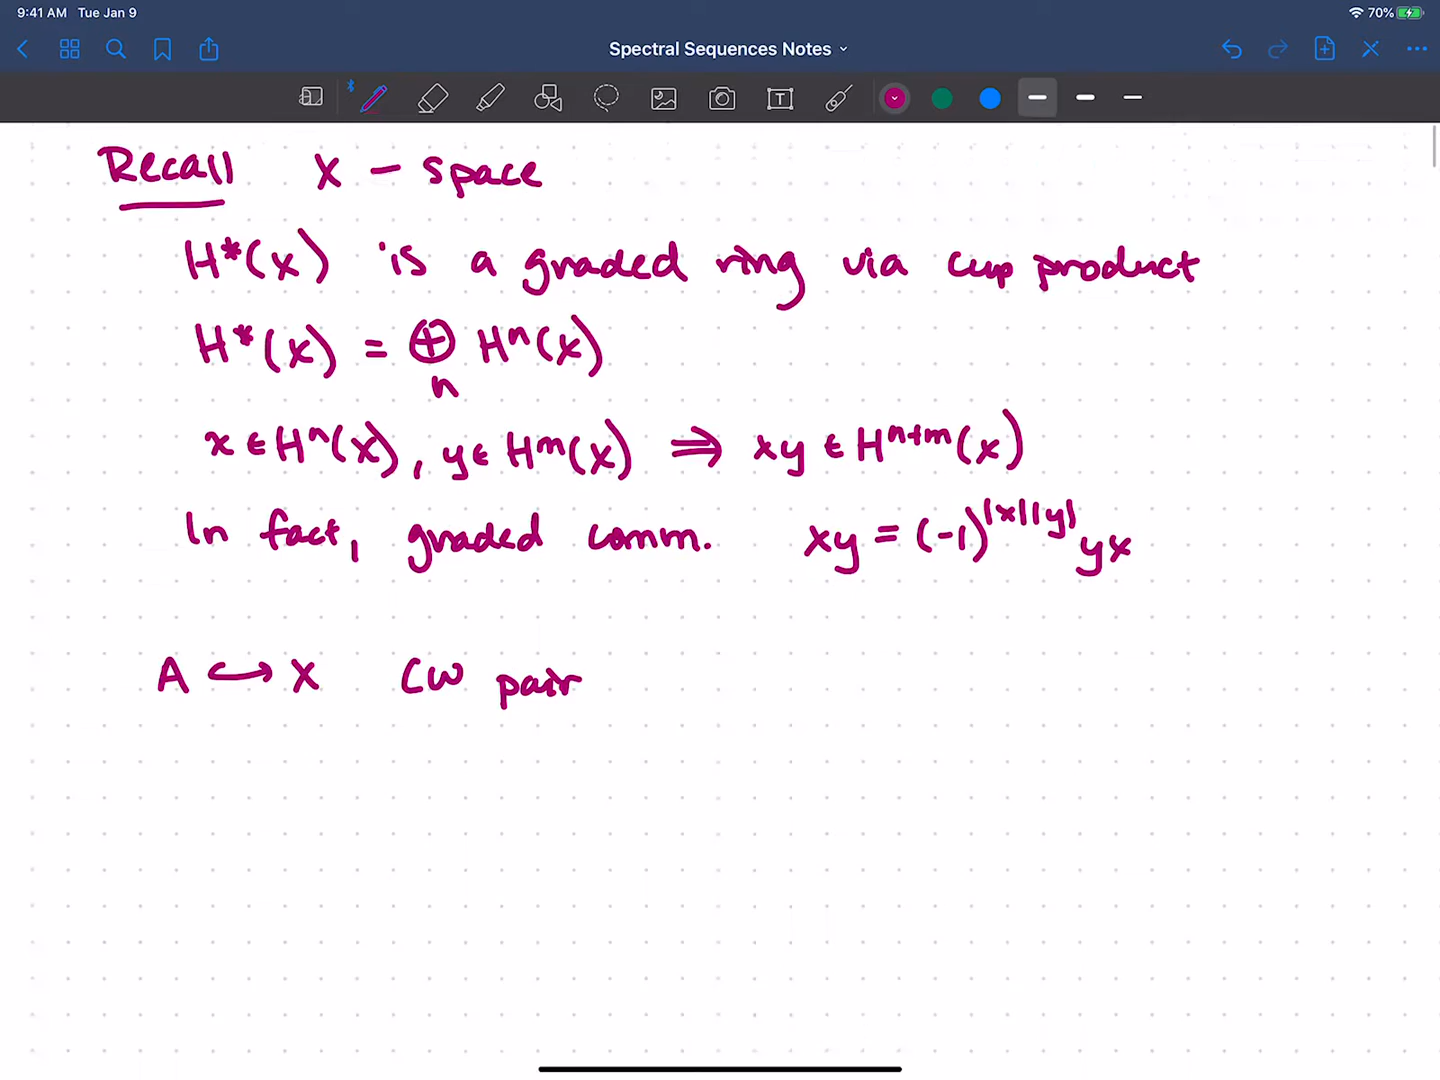 9:41 AM Tue Jan 9
70%
Spectral Sequences Notes
Recall X – space
H*(X) is a graded ring via cup product
H*(X) = ⊕ Hⁿ(X)
n
x ∈ Hⁿ(X), y ∈ Hᵐ(X) ⇒ xy ∈ Hⁿ⁺ᵐ(X)
In fact, graded comm. xy = (-1)^{|x||y|} yx
A ↪ X CW pair